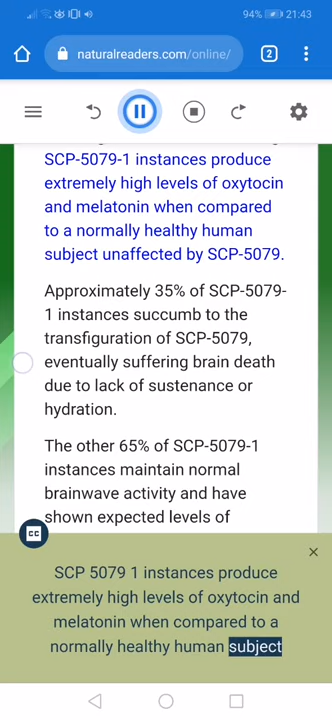 94% 21:43
naturalreaders.com/online/
2
SCP-5079-1 instances produce
extremely high levels of oxytocin
and melatonin when compared
to a normally healthy human
subject unaffected by SCP-5079.
Approximately 35% of SCP-5079-
1 instances succumb to the
transfiguration of SCP-5079,
eventually suffering brain death
due to lack of sustenance or
hydration.
The other 65% of SCP-5079-1
instances maintain normal
brainwave activity and have
shown expected levels of
CC
SCP 5079 1 instances produce
extremely high levels of oxytocin and
melatonin when compared to a
normally healthy human subject